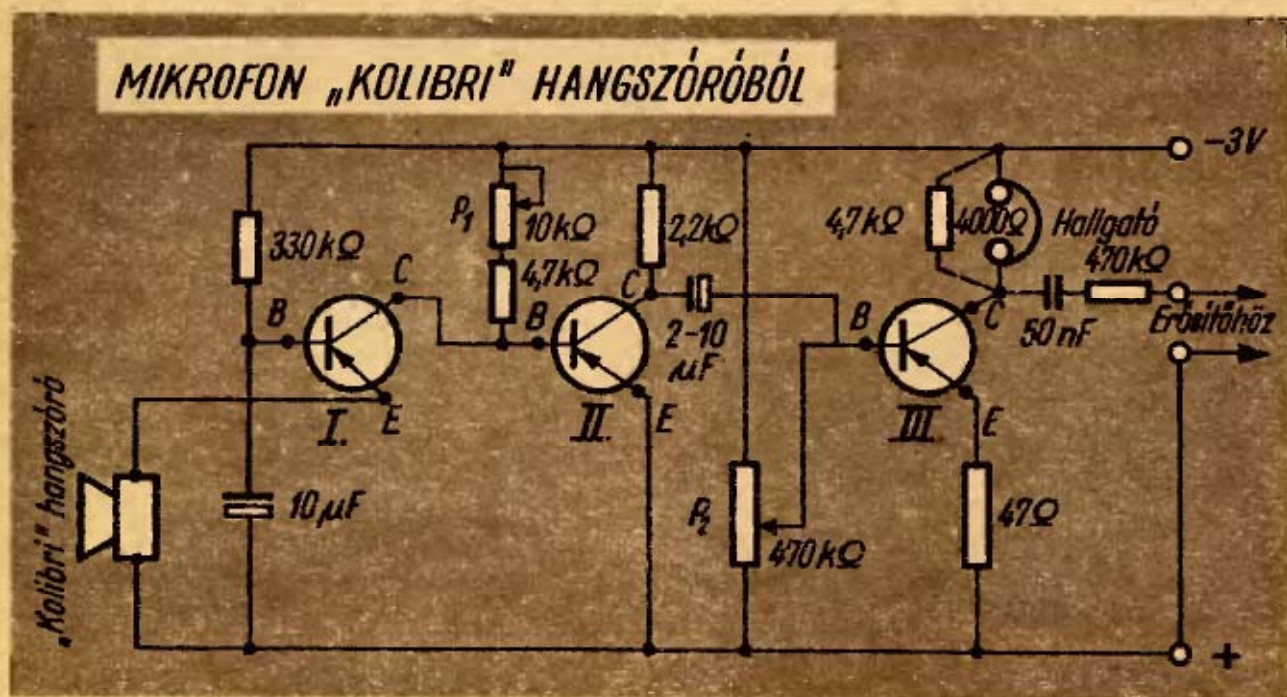 MIKROFON „KOLIBRI" HANGSZÓRÓBÓL
-3V
330kΩ
P₁
10kΩ
4,7kΩ
2,2kΩ
4,7kΩ
4000Ω
Hallgató
470kΩ
B
C
I.
E
B
C
II.
E
2-10
μF
B
C
III.
E
50nF
Erősítőhöz
„Kolibri" hangszóró
10μF
P₂
470kΩ
47Ω
+